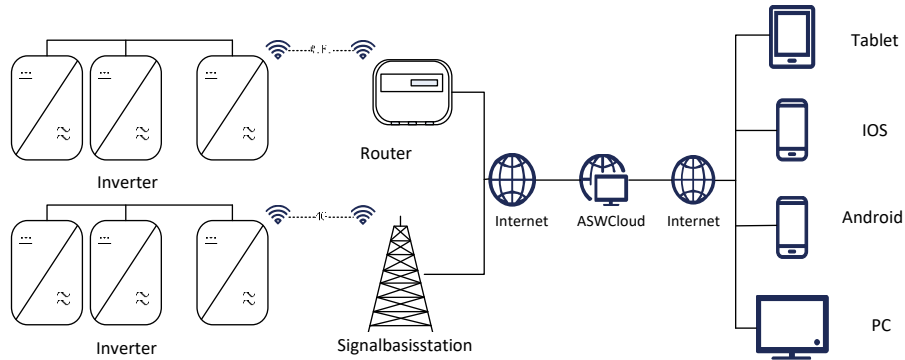 Tablet
IOS
Router
Inverter
Internet
ASWCloud
Internet
Android
PC
Inverter
Signalbasisstation